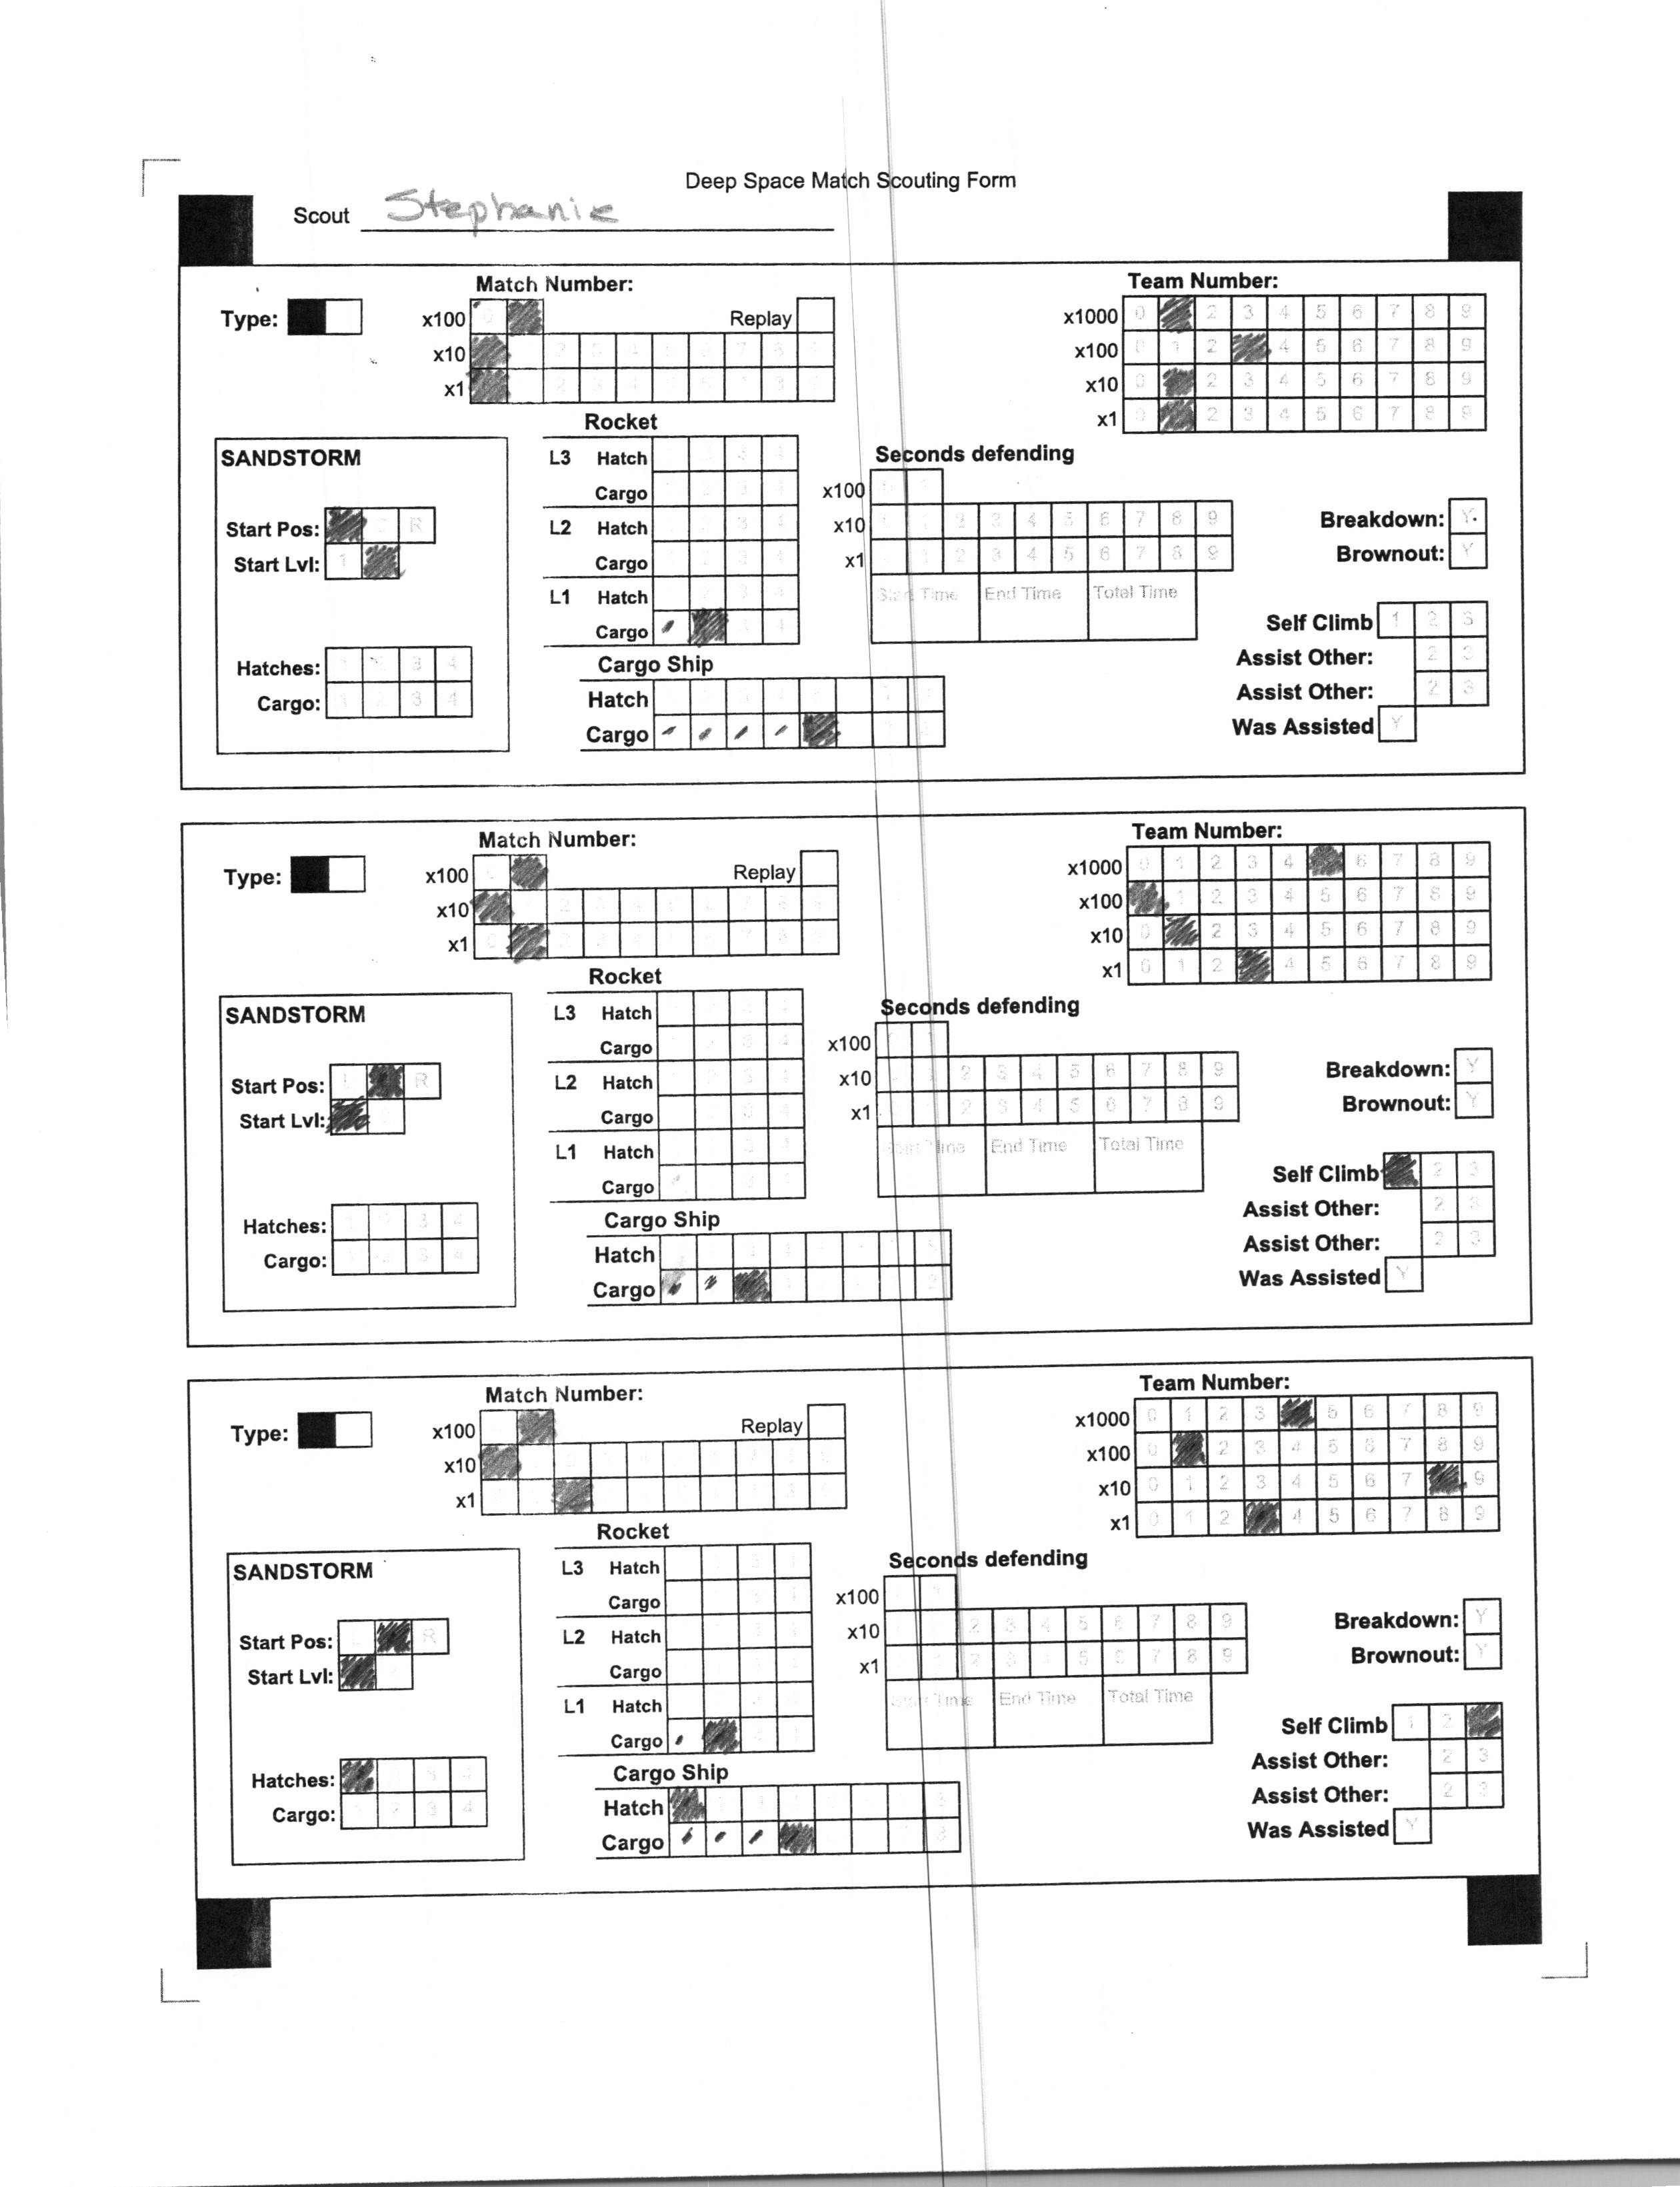 Deep Space Match Scouting Form
Scout Stephanie
Match Number:
Team Number:
Type:
x100
Replay
x10
x1
x1000 0 2 3 4 5 6 7 8 9
x100 0 1 2 4 5 6 7 8 9
x10 0 2 3 4 5 6 7 8 9
x1 0 2 3 4 5 6 7 8 9
Rocket
SANDSTORM
L3 Hatch
Cargo
L2 Hatch
Cargo
L1 Hatch
Cargo
Start Pos: R
Start Lvl: 1
Hatches: 1 2 3 4
Cargo: 1 2 3 4
Seconds defending
x100
x10 2 3 4 5 6 7 8 9
x1 1 2 3 4 5 6 7 8 9
Start Time End Time Total Time
Breakdown: Y
Brownout: Y
Self Climb 1 2 3
Assist Other: 2 3
Assist Other: 2 3
Was Assisted Y
Cargo Ship
Hatch
Cargo
Match Number:
Team Number:
Type:
x100
Replay
x10
x1
x1000 0 1 2 3 4 6 7 8 9
x100 1 2 3 4 5 6 7 8 9
x10 0 2 3 4 5 6 7 8 9
x1 0 1 2 4 5 6 7 8 9
Rocket
SANDSTORM
L3 Hatch
Cargo
L2 Hatch
Cargo
L1 Hatch
Cargo
Start Pos: L R
Start Lvl:
Hatches: 1 2 3 4
Cargo: 1 2 3 4
Seconds defending
x100
x10 2 3 4 5 6 7 8 9
x1 2 3 4 5 6 7 8 9
Start Time End Time Total Time
Breakdown: Y
Brownout: Y
Self Climb 2 3
Assist Other: 2 3
Assist Other: 2 3
Was Assisted Y
Cargo Ship
Hatch
Cargo
Match Number:
Team Number:
Type:
x100
Replay
x10
x1
x1000 0 1 2 3 5 6 7 8 9
x100 0 2 3 4 5 6 7 8 9
x10 0 1 2 3 4 5 6 7 9
x1 0 1 2 4 5 6 7 8 9
Rocket
SANDSTORM
L3 Hatch
Cargo
L2 Hatch
Cargo
L1 Hatch
Cargo
Start Pos: R
Start Lvl:
Hatches: 3 4
Cargo: 1 2 3 4
Seconds defending
x100
x10 2 3 4 5 6 7 8 9
x1 1 2 3 4 5 6 7 8 9
Start Time End Time Total Time
Breakdown: Y
Brownout: Y
Self Climb 1 2
Assist Other: 2 3
Assist Other: 2 3
Was Assisted Y
Cargo Ship
Hatch
Cargo